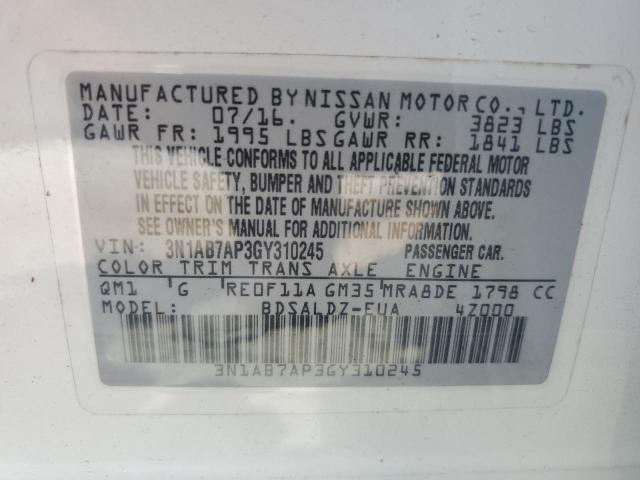 MANUFACTURED BY NISSAN MOTOR CO., LTD.
DATE: 07/16. GVWR: 3823 LBS
GAWR FR: 1995 LBS GAWR RR: 1841 LBS
THIS VEHICLE CONFORMS TO ALL APPLICABLE FEDERAL MOTOR
VEHICLE SAFETY, BUMPER AND THEFT PREVENTION STANDARDS
IN EFFECT ON THE DATE OF MANUFACTURE SHOWN ABOVE.
SEE OWNER'S MANUAL FOR ADDITIONAL INFORMATION.
VIN: 3N1AB7AP3GY310245 PASSENGER CAR.
COLOR TRIM TRANS AXLE ENGINE
QM1 G RE0F11A GM35 MRA8DE 1798 CC
MODEL: BDSALDZ-EUA 4Z000
3N1AB7AP3GY310245